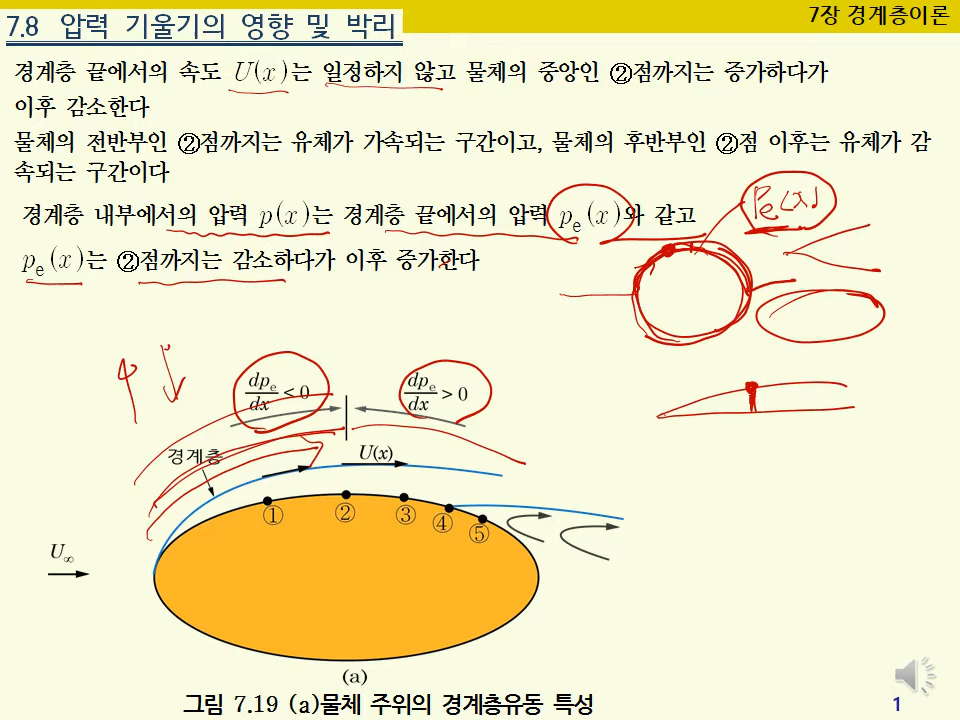 7장 경계층이론
7.8 압력 기울기의 영향 및 박리
경계층 끝에서의 속도 U(x)는 일정하지 않고 물체의 중앙인 ②점까지는 증가하다가
이후 감소한다
물체의 전반부인 ②점까지는 유체가 가속되는 구간이고, 물체의 후반부인 ②점 이후는 유체가 감
속되는 구간이다
경계층 내부에서의 압력 p(x)는 경계층 끝에서의 압력 pₑ(x)와 같고
pₑ(x)는 ②점까지는 감소하다가 이후 증가한다
Pₑ(x)
dpₑ/dx < 0
dpₑ/dx > 0
경계층
U(x)
① ② ③ ④ ⑤
U∞
(a)
그림 7.19 (a)물체 주위의 경계층유동 특성
1